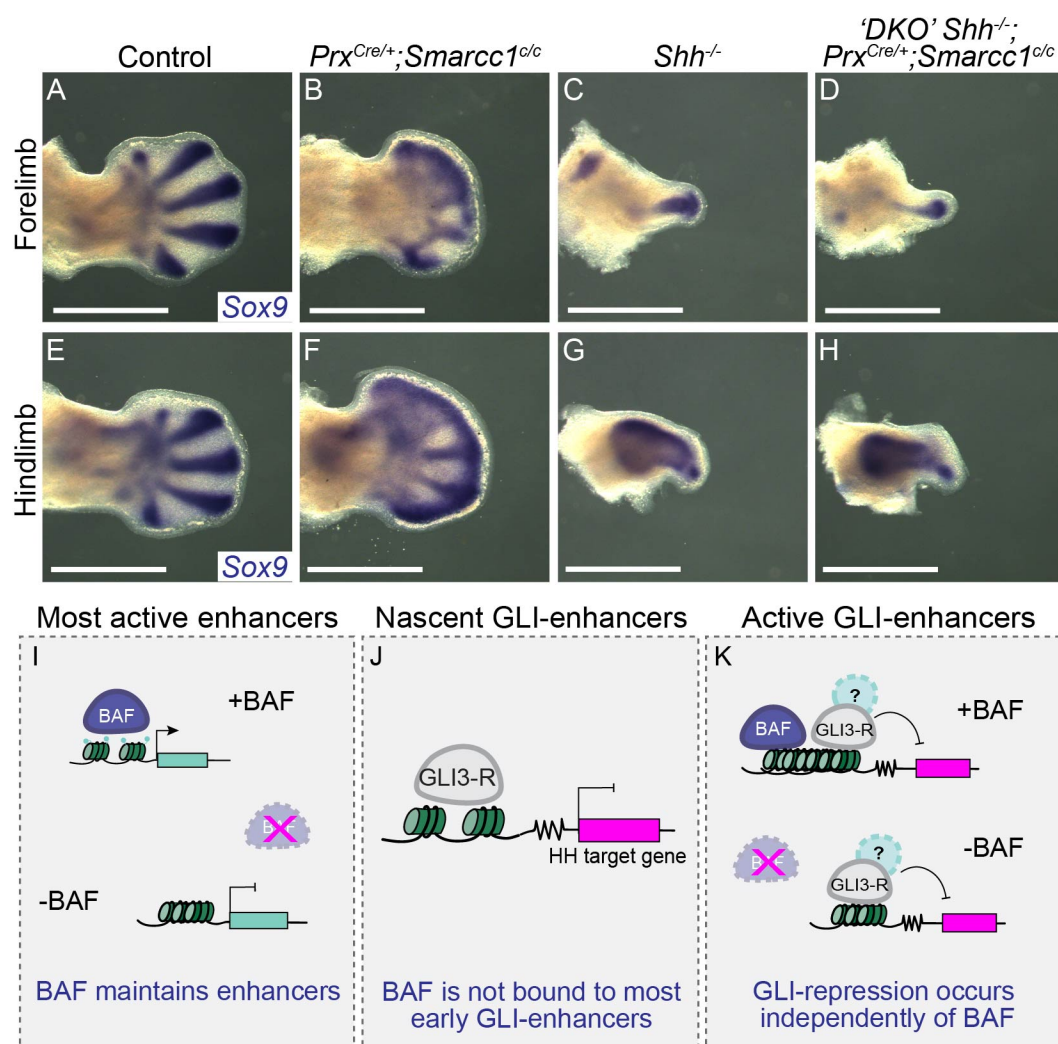 Control
Prx^Cre/+;Smarcc1^c/c
Shh^-/-
'DKO' Shh^-/-;
Prx^Cre/+;Smarcc1^c/c
Forelimb
A
B
C
D
Sox9
Hindlimb
E
F
G
H
Sox9
Most active enhancers
Nascent GLI-enhancers
Active GLI-enhancers
I
BAF
+BAF
BAF
-BAF
BAF maintains enhancers
J
GLI3-R
HH target gene
BAF is not bound to most
early GLI-enhancers
K
?
BAF
GLI3-R
+BAF
BAF
?
GLI3-R
-BAF
GLI-repression occurs
independently of BAF